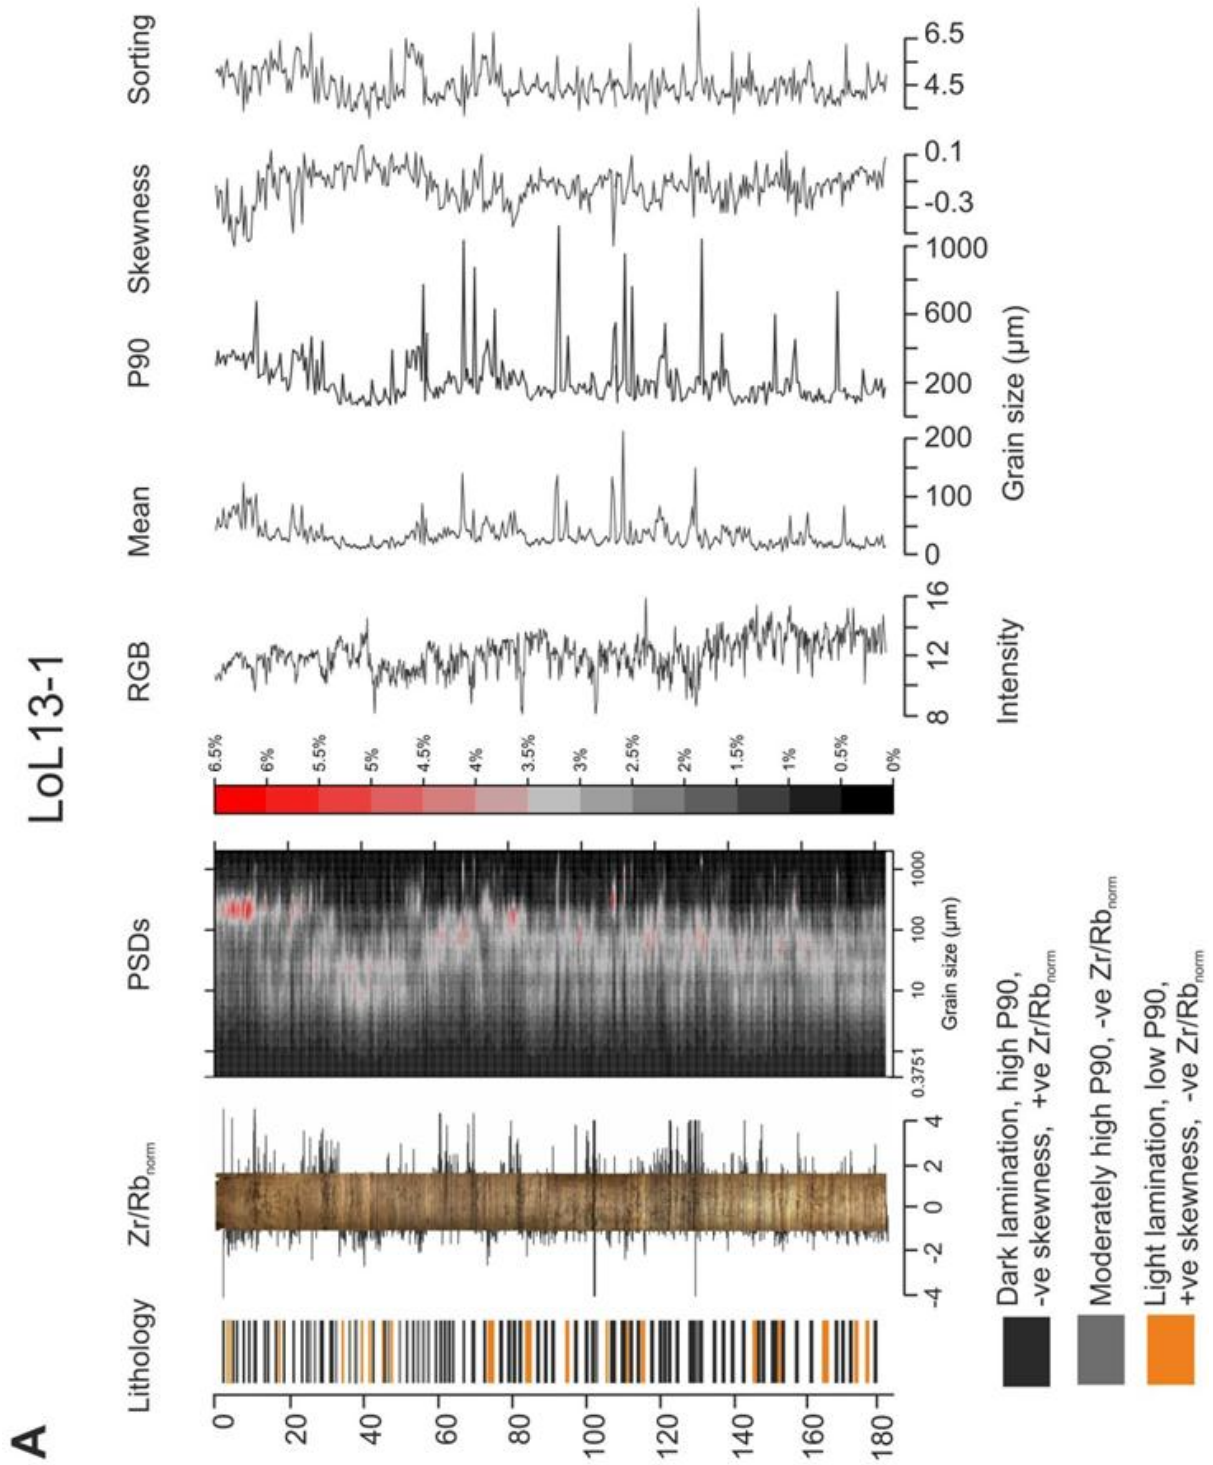 A
LoL13-1
Lithology
Zr/Rbnorm
PSDs
RGB
Mean
P90
Skewness
Sorting
0
20
40
60
80
100
120
140
160
180
-4
-2
0
2
4
0.3751
10
100
1000
Grain size (µm)
6.5%
6%
5.5%
5%
4.5%
4%
3.5%
3%
2.5%
2%
1.5%
1%
0.5%
0%
8
12
16
Intensity
0
100
200
200
600
1000
Grain size (µm)
-0.3
0.1
4.5
6.5
Dark lamination, high P90,
-ve skewness, +ve Zr/Rbnorm
Moderately high P90, -ve Zr/Rbnorm
Light lamination, low P90,
+ve skewness, -ve Zr/Rbnorm